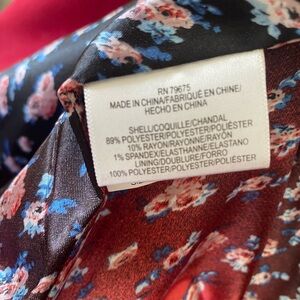 RN 79675
MADE IN CHINA/FABRIQUÉ EN CHINE/
HECHO EN CHINA
SHELL/COQUILLE/CHANDAL
89% POLYESTER/POLYESTER/POLIÉSTER
10% RAYON/RAYONNE/RAYÓN
1% SPANDEX/ELASTHANNE/ELASTANO
LINING/DOUBLURE/FORRO
100% POLYESTER/POLYESTER/POLIÉSTER